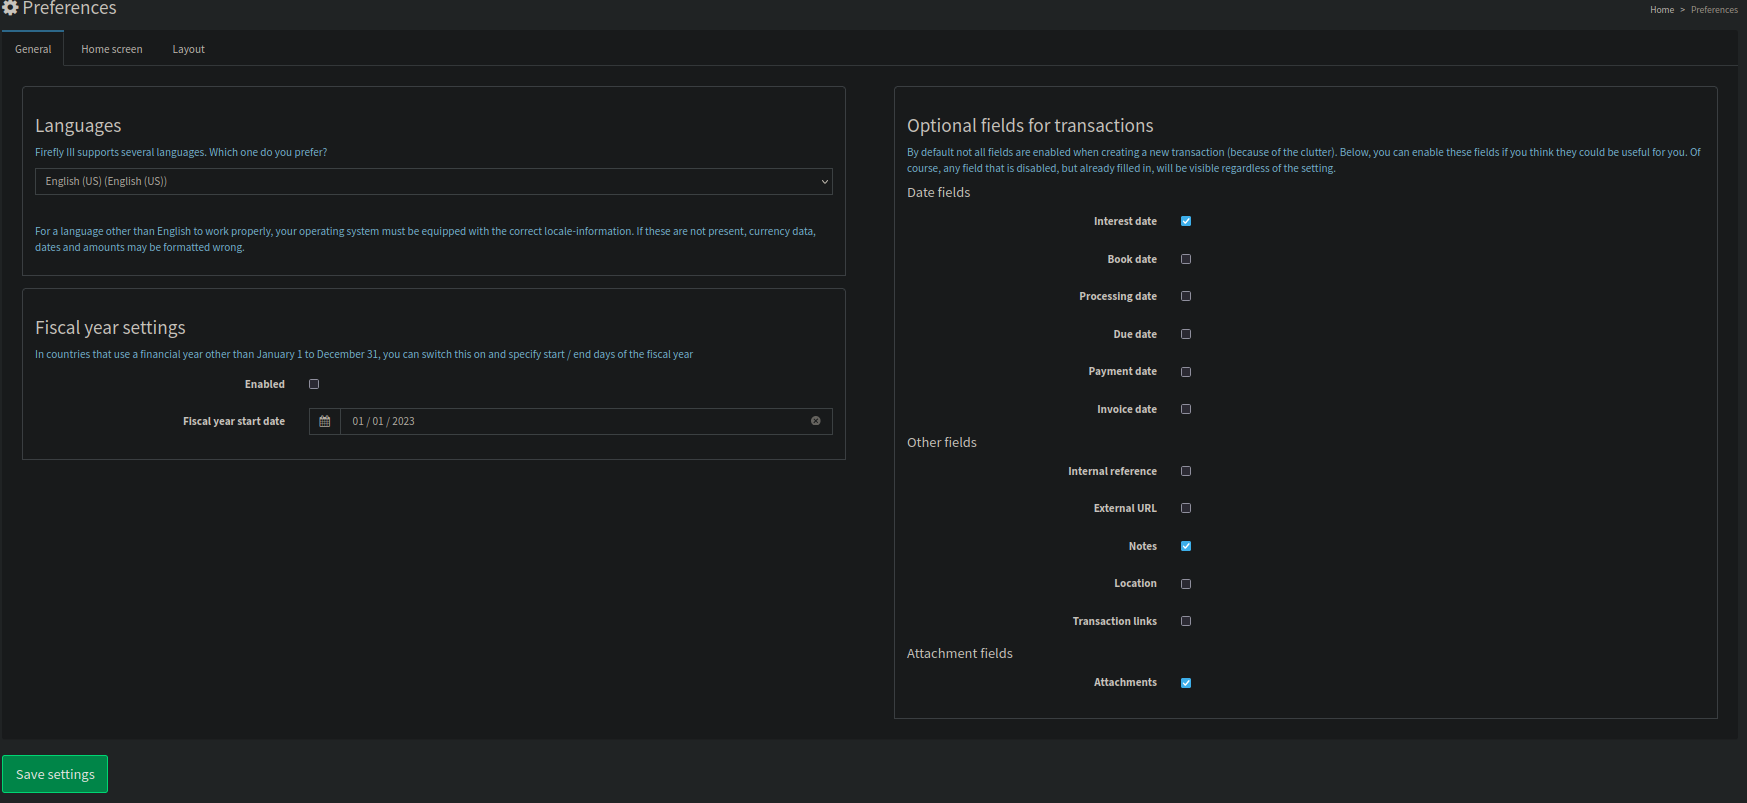 Preferences
Home > Preferences
General
Home screen
Layout
Languages
Firefly III supports several languages. Which one do you prefer?
English (US) (English (US))
For a language other than English to work properly, your operating system must be equipped with the correct locale-information. If these are not present, currency data,
dates and amounts may be formatted wrong.
Fiscal year settings
In countries that use a financial year other than January 1 to December 31, you can switch this on and specify start / end days of the fiscal year
Enabled
Fiscal year start date
01 / 01 / 2023
Optional fields for transactions
By default not all fields are enabled when creating a new transaction (because of the clutter). Below, you can enable these fields if you think they could be useful for you. Of
course, any field that is disabled, but already filled in, will be visible regardless of the setting.
Date fields
Interest date
Book date
Processing date
Due date
Payment date
Invoice date
Other fields
Internal reference
External URL
Notes
Location
Transaction links
Attachment fields
Attachments
Save settings